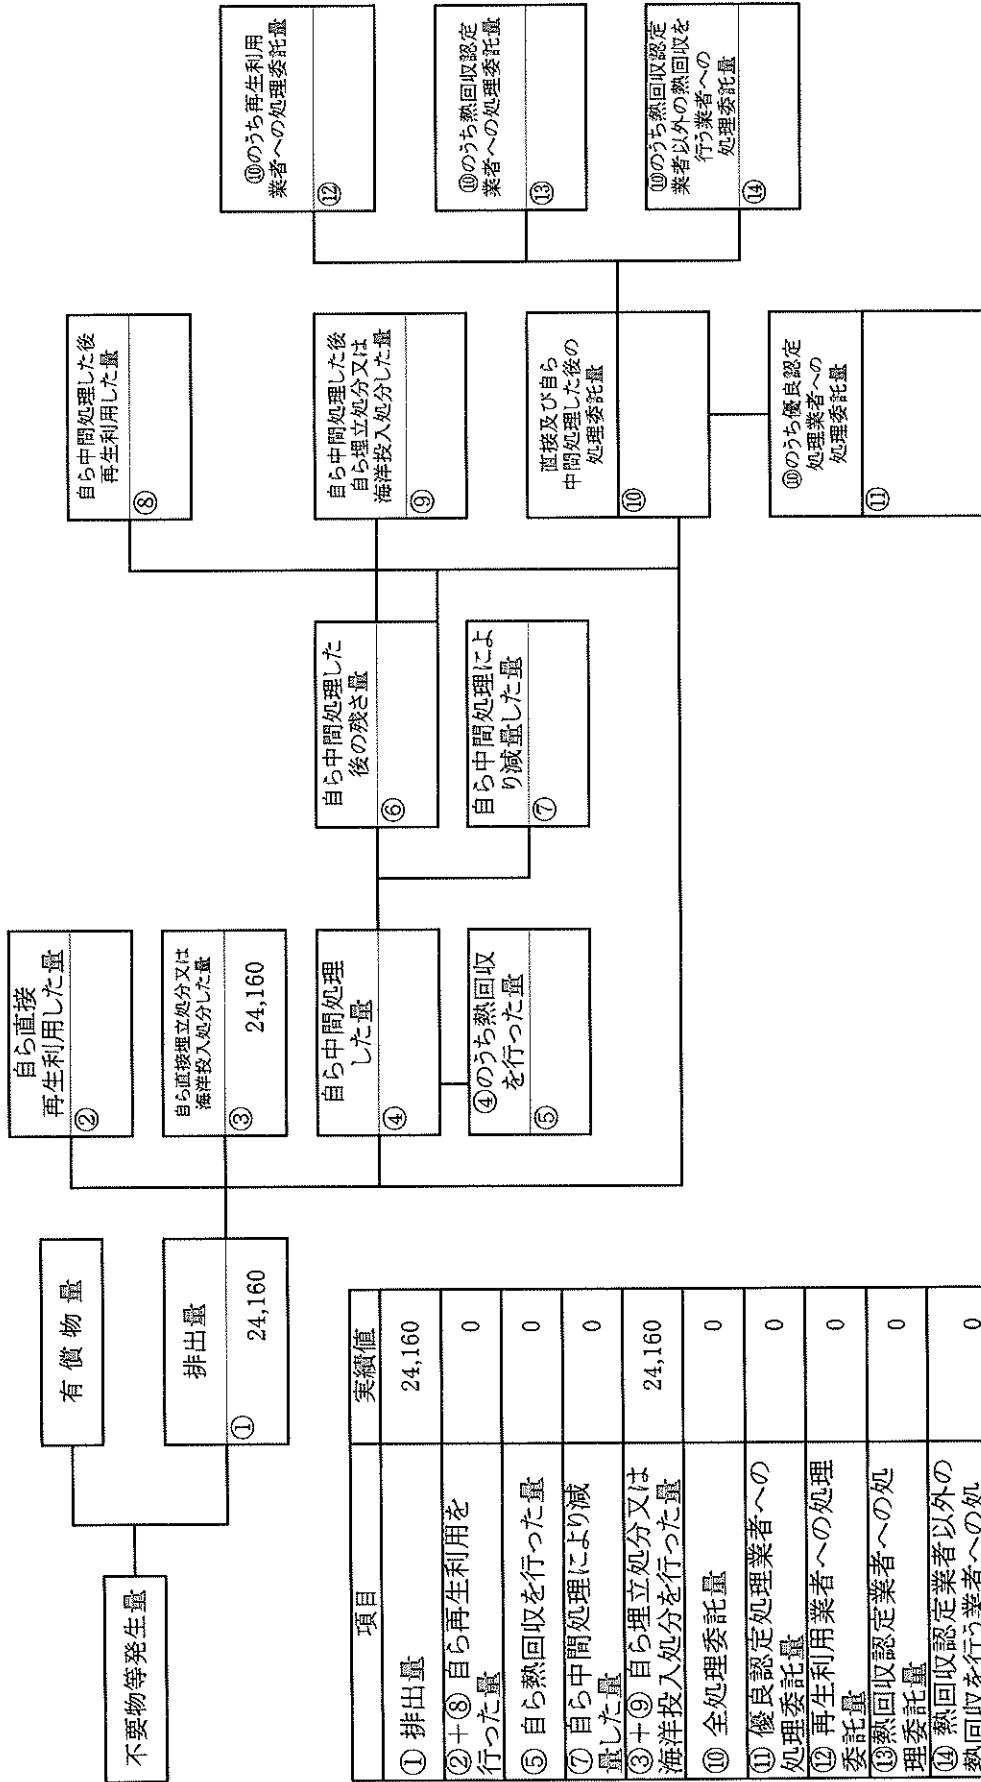 不要物等発生量
有償物量
排出量
①
24,160
自ら直接
再生利用した量
②
自ら直接埋立処分又は
海洋投入処分した量
③
24,160
自ら中間処理
した量
④
④のうち熱回収
を行った量
⑤
自ら中間処理した
後の残さ量
⑥
自ら中間処理によ
り減量した量
⑦
自ら中間処理した後
再生利用した量
⑧
自ら中間処理した後
自ら埋立処分又は
海洋投入処分した量
⑨
直接及び自ら
中間処理した後の
処理委託量
⑩
⑩のうち優良認定
処理業者への
処理委託量
⑪
⑩のうち再生利用
業者への処理委託量
⑫
⑩のうち熱回収認定
業者への処理委託量
⑬
⑩のうち熱回収認定
業者以外の熱回収を
行う業者への
処理委託量
⑭
項目 実績値
① 排出量 24,160
②＋⑧ 自ら再生利用を
行った量 0
⑤ 自ら熱回収を行った量 0
⑦ 自ら中間処理により減
量した量 0
③＋⑨ 自ら埋立処分又は
海洋投入処分を行った量 24,160
⑩ 全処理委託量 0
⑪ 優良認定処理業者への
処理委託量 0
⑫ 再生利用業者への処理
委託量 0
⑬熱回収認定業者への処
理委託量 0
⑭ 熱回収認定業者以外の
熱回収を行う業者への処 0